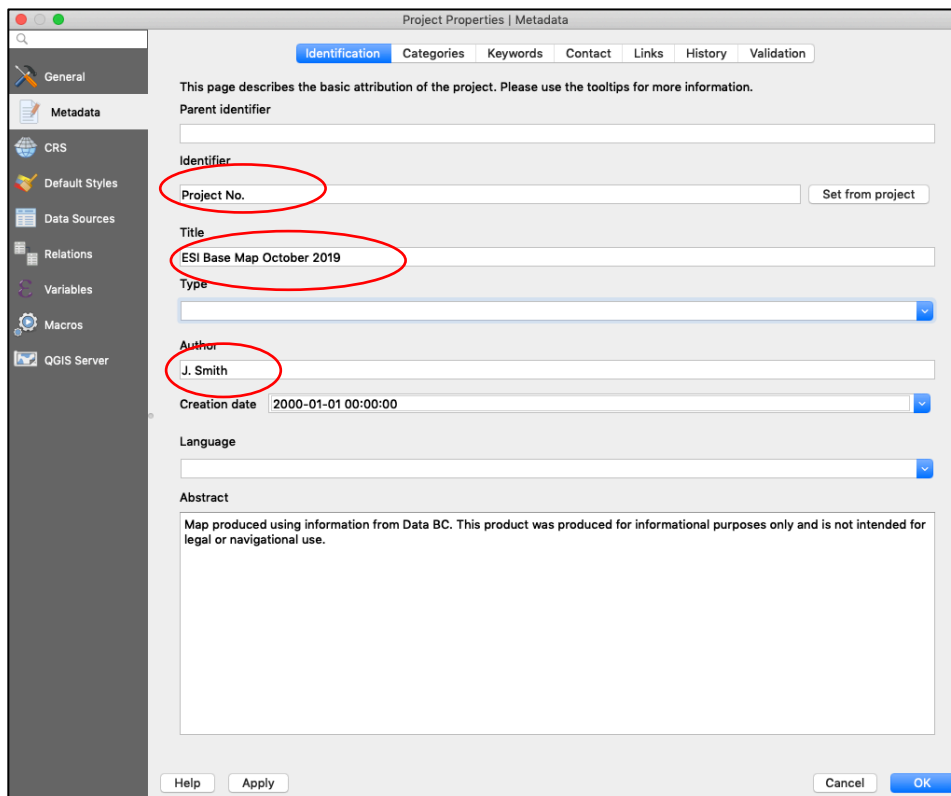 Project Properties | Metadata
Identification Categories Keywords Contact Links History Validation
General
Metadata
CRS
Default Styles
Data Sources
Relations
Variables
Macros
QGIS Server
This page describes the basic attribution of the project. Please use the tooltips for more information.
Parent identifier
Identifier
Project No.
Set from project
Title
ESI Base Map October 2019
Type
Author
J. Smith
Creation date 2000-01-01 00:00:00
Language
Abstract
Map produced using information from Data BC. This product was produced for informational purposes only and is not intended for
legal or navigational use.
Help Apply Cancel OK